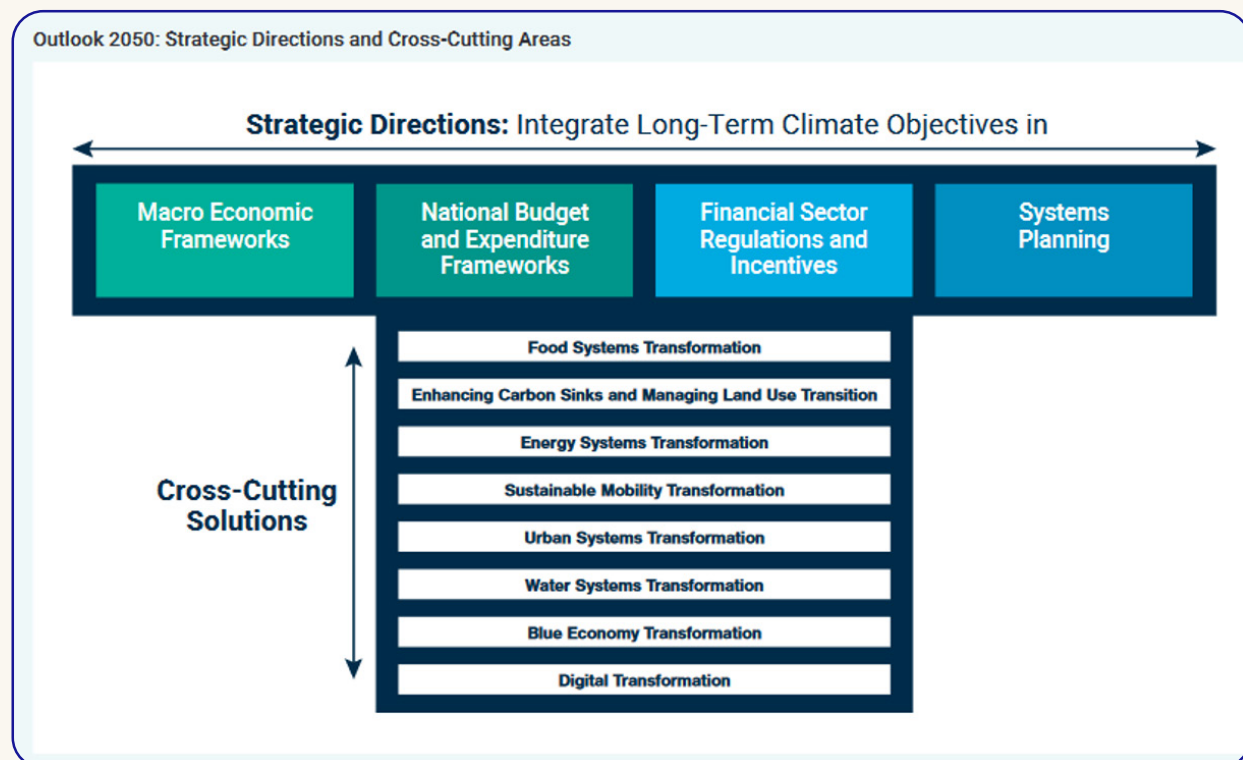 Outlook 2050: Strategic Directions and Cross-Cutting Areas
Strategic Directions: Integrate Long-Term Climate Objectives in
Macro Economic
Frameworks
National Budget
and Expenditure
Frameworks
Financial Sector
Regulations and
Incentives
Systems
Planning
Cross-Cutting
Solutions
Food Systems Transformation
Enhancing Carbon Sinks and Managing Land Use Transition
Energy Systems Transformation
Sustainable Mobility Transformation
Urban Systems Transformation
Water Systems Transformation
Blue Economy Transformation
Digital Transformation